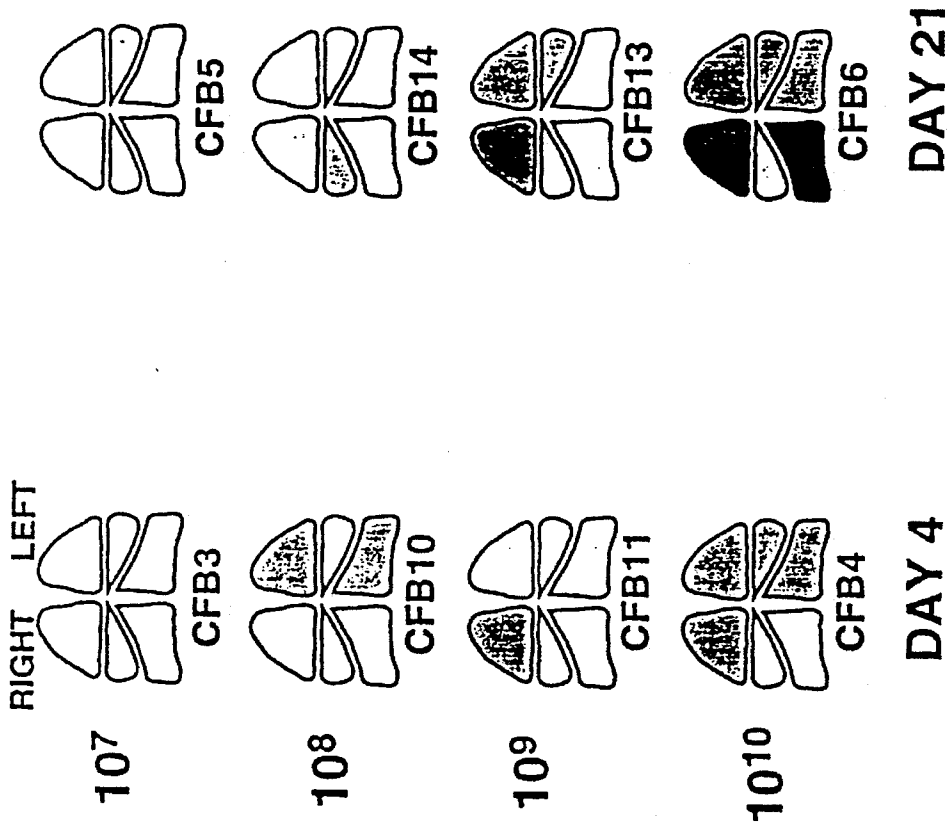 RIGHT LEFT
10⁷
CFB3
CFB5
10⁸
CFB10
CFB14
10⁹
CFB11
CFB13
10¹⁰
CFB4
CFB6
DAY 4
DAY 21